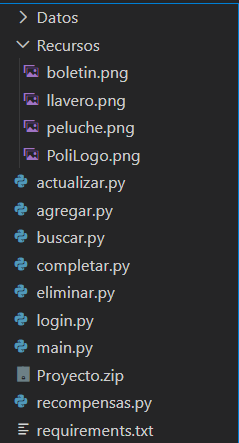 Datos
Recursos
boletin.png
llavero.png
peluche.png
PoliLogo.png
actualizar.py
agregar.py
buscar.py
completar.py
eliminar.py
login.py
main.py
Proyecto.zip
recompensas.py
requirements.txt